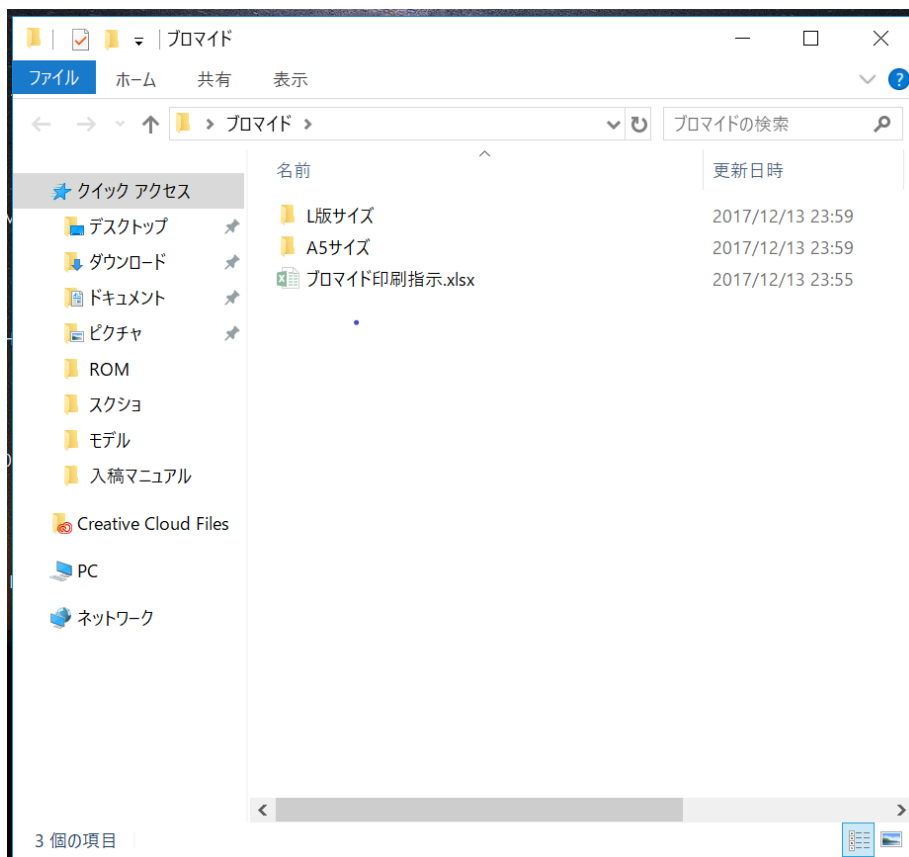 ブロマイド
ファイル ホーム 共有 表示
ブロマイド ブロマイドの検索
名前 更新日時
クイック アクセス
デスクトップ
ダウンロード
ドキュメント
ピクチャ
ROM
スクショ
モデル
入稿マニュアル
Creative Cloud Files
PC
ネットワーク
L版サイズ 2017/12/13 23:59
A5サイズ 2017/12/13 23:59
ブロマイド印刷指示.xlsx 2017/12/13 23:55
3 個の項目